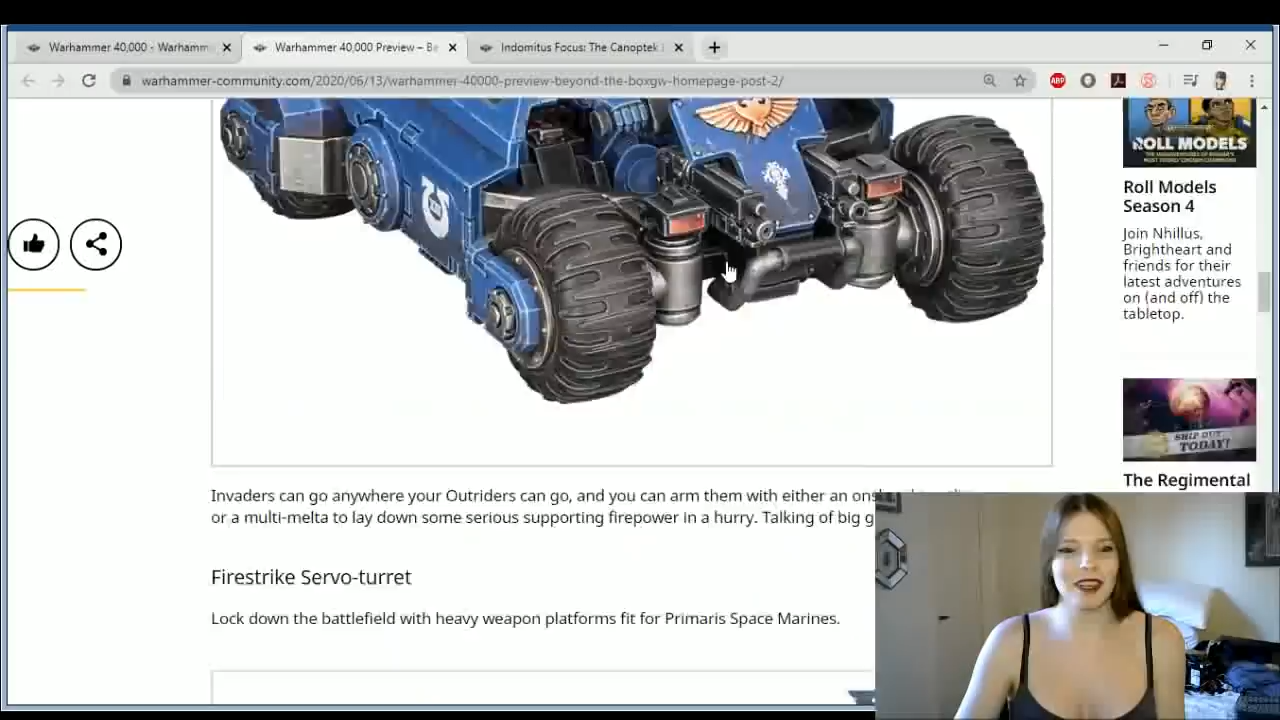 Warhammer 40,000 - Warhamm
Warhammer 40,000 Preview – Be
Indomitus Focus: The Canoptek
warhammer-community.com/2020/06/13/warhammer-40000-preview-beyond-the-boxgw-homepage-post-2/
ABP
ROLL MODELS
Roll Models
Season 4
Join Nhillus,
Brightheart and
friends for their
latest adventures
on (and off) the
tabletop.
SHIP OUT
TODAY!
The Regimental
Invaders can go anywhere your Outriders can go, and you can arm them with either an
or a multi-melta to lay down some serious supporting firepower in a hurry. Talking of big g
Firestrike Servo-turret
Lock down the battlefield with heavy weapon platforms fit for Primaris Space Marines.